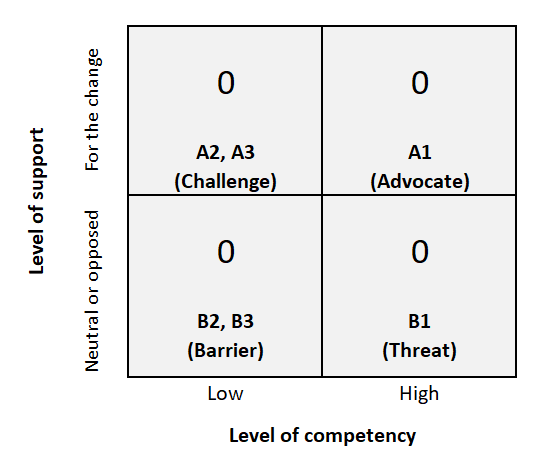 Level of support
For the change
Neutral or opposed
0
A2, A3
(Challenge)
0
A1
(Advocate)
0
B2, B3
(Barrier)
0
B1
(Threat)
Low
High
Level of competency